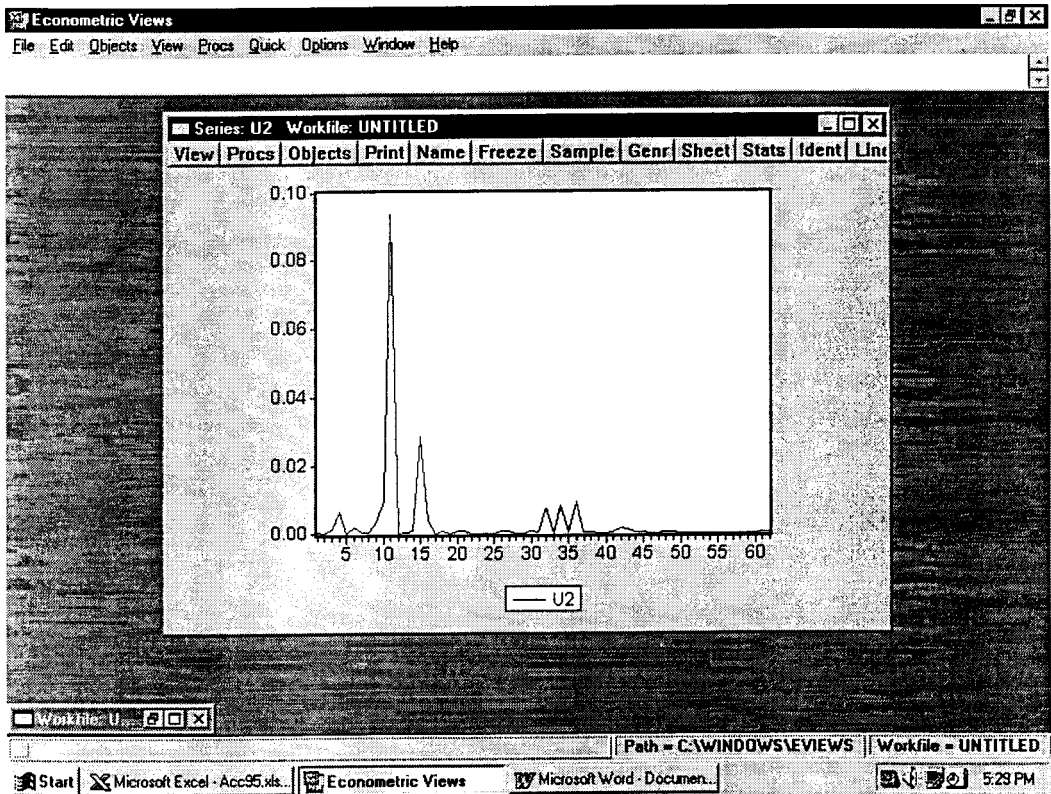 Econometric Views
File Edit Objects View Procs Quick Options Window Help
Series: U2 Workfile: UNTITLED
View Procs Objects Print Name Freeze Sample Genr Sheet Stats Ident Line
0.10
0.08
0.06
0.04
0.02
0.00
5 10 15 20 25 30 35 40 45 50 55 60
U2
Workfile: U...
Path = C:\WINDOWS\EVIEWS Workfile = UNTITLED
Start Microsoft Excel - Acc95.xls... Econometric Views Microsoft Word - Documen... 5:29 PM